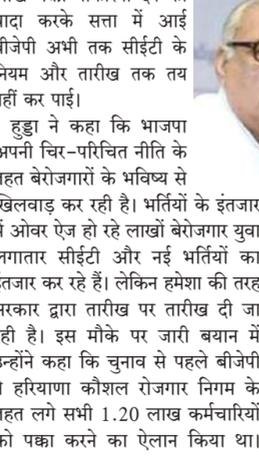 वादा करके सत्ता में आई
बीजेपी अभी तक सीईटी के
नियम और तारीख तक तय
नहीं कर पाई।
हुड्डा ने कहा कि भाजपा
अपनी चिर-परिचित नीति के
तहत बेरोजगारों के भविष्य से
खिलवाड़ कर रही है। भर्तियों के इंतजार
में ओवर ऐज हो रहे लाखों बेरोजगार युवा
लगातार सीईटी और नई भर्तियों का
इंतजार कर रहे हैं। लेकिन हमेशा की तरह
सरकार द्वारा तारीख पर तारीख दी जा
रही है। इस मौके पर जारी बयान में
उन्होंने कहा कि चुनाव से पहले बीजेपी
ने हरियाणा कौशल रोजगार निगम के
तहत लगे सभी 1.20 लाख कर्मचारियों
को पक्का करने का ऐलान किया था।